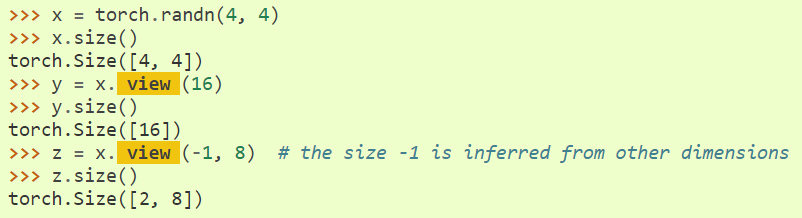 >>> x = torch.randn(4, 4)
>>> x.size()
torch.Size([4, 4])
>>> y = x. view (16)
>>> y.size()
torch.Size([16])
>>> z = x. view (-1, 8)  # the size -1 is inferred from other dimensions
>>> z.size()
torch.Size([2, 8])